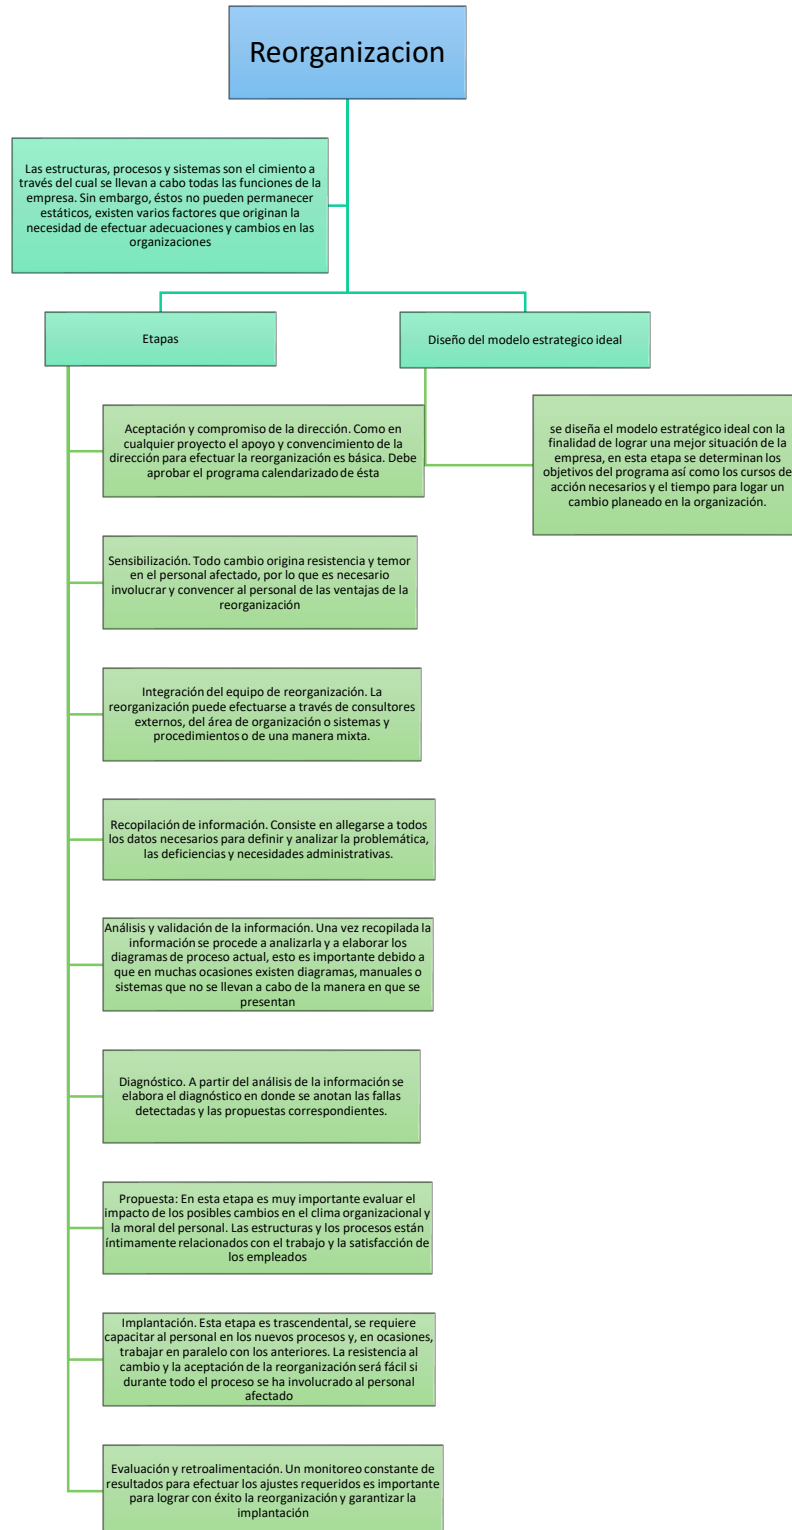 Reorganizacion
Las estructuras, procesos y sistemas son el cimiento a
través del cual se llevan a cabo todas las funciones de la
empresa. Sin embargo, éstos no pueden permanecer
estáticos, existen varios factores que originan la
necesidad de efectuar adecuaciones y cambios en las
organizaciones
Etapas
Diseño del modelo estrategico ideal
Aceptación y compromiso de la dirección. Como en
cualquier proyecto el apoyo y convencimiento de la
dirección para efectuar la reorganización es básica. Debe
aprobar el programa calendarizado de ésta
se diseña el modelo estratégico ideal con la
finalidad de lograr una mejor situación de la
empresa, en esta etapa se determinan los
objetivos del programa así como los cursos de
acción necesarios y el tiempo para logar un
cambio planeado en la organización.
Sensibilización. Todo cambio origina resistencia y temor
en el personal afectado, por lo que es necesario
involucrar y convencer al personal de las ventajas de la
reorganización
Integración del equipo de reorganización. La
reorganización puede efectuarse a través de consultores
externos, del área de organización o sistemas y
procedimientos o de una manera mixta.
Recopilación de información. Consiste en allegarse a todos
los datos necesarios para definir y analizar la problemática,
las deficiencias y necesidades administrativas.
Análisis y validación de la información. Una vez recopilada la
información se procede a analizarla y a elaborar los
diagramas de proceso actual, esto es importante debido a
que en muchas ocasiones existen diagramas, manuales o
sistemas que no se llevan a cabo de la manera en que se
presentan
Diagnóstico. A partir del análisis de la información se
elabora el diagnóstico en donde se anotan las fallas
detectadas y las propuestas correspondientes.
Propuesta: En esta etapa es muy importante evaluar el
impacto de los posibles cambios en el clima organizacional y
la moral del personal. Las estructuras y los procesos están
íntimamente relacionados con el trabajo y la satisfacción de
los empleados
Implantación. Esta etapa es trascendental, se requiere
capacitar al personal en los nuevos procesos y, en ocasiones,
trabajar en paralelo con los anteriores. La resistencia al
cambio y la aceptación de la reorganización será fácil si
durante todo el proceso se ha involucrado al personal
afectado
Evaluación y retroalimentación. Un monitoreo constante de
resultados para efectuar los ajustes requeridos es importante
para lograr con éxito la reorganización y garantizar la
implantación